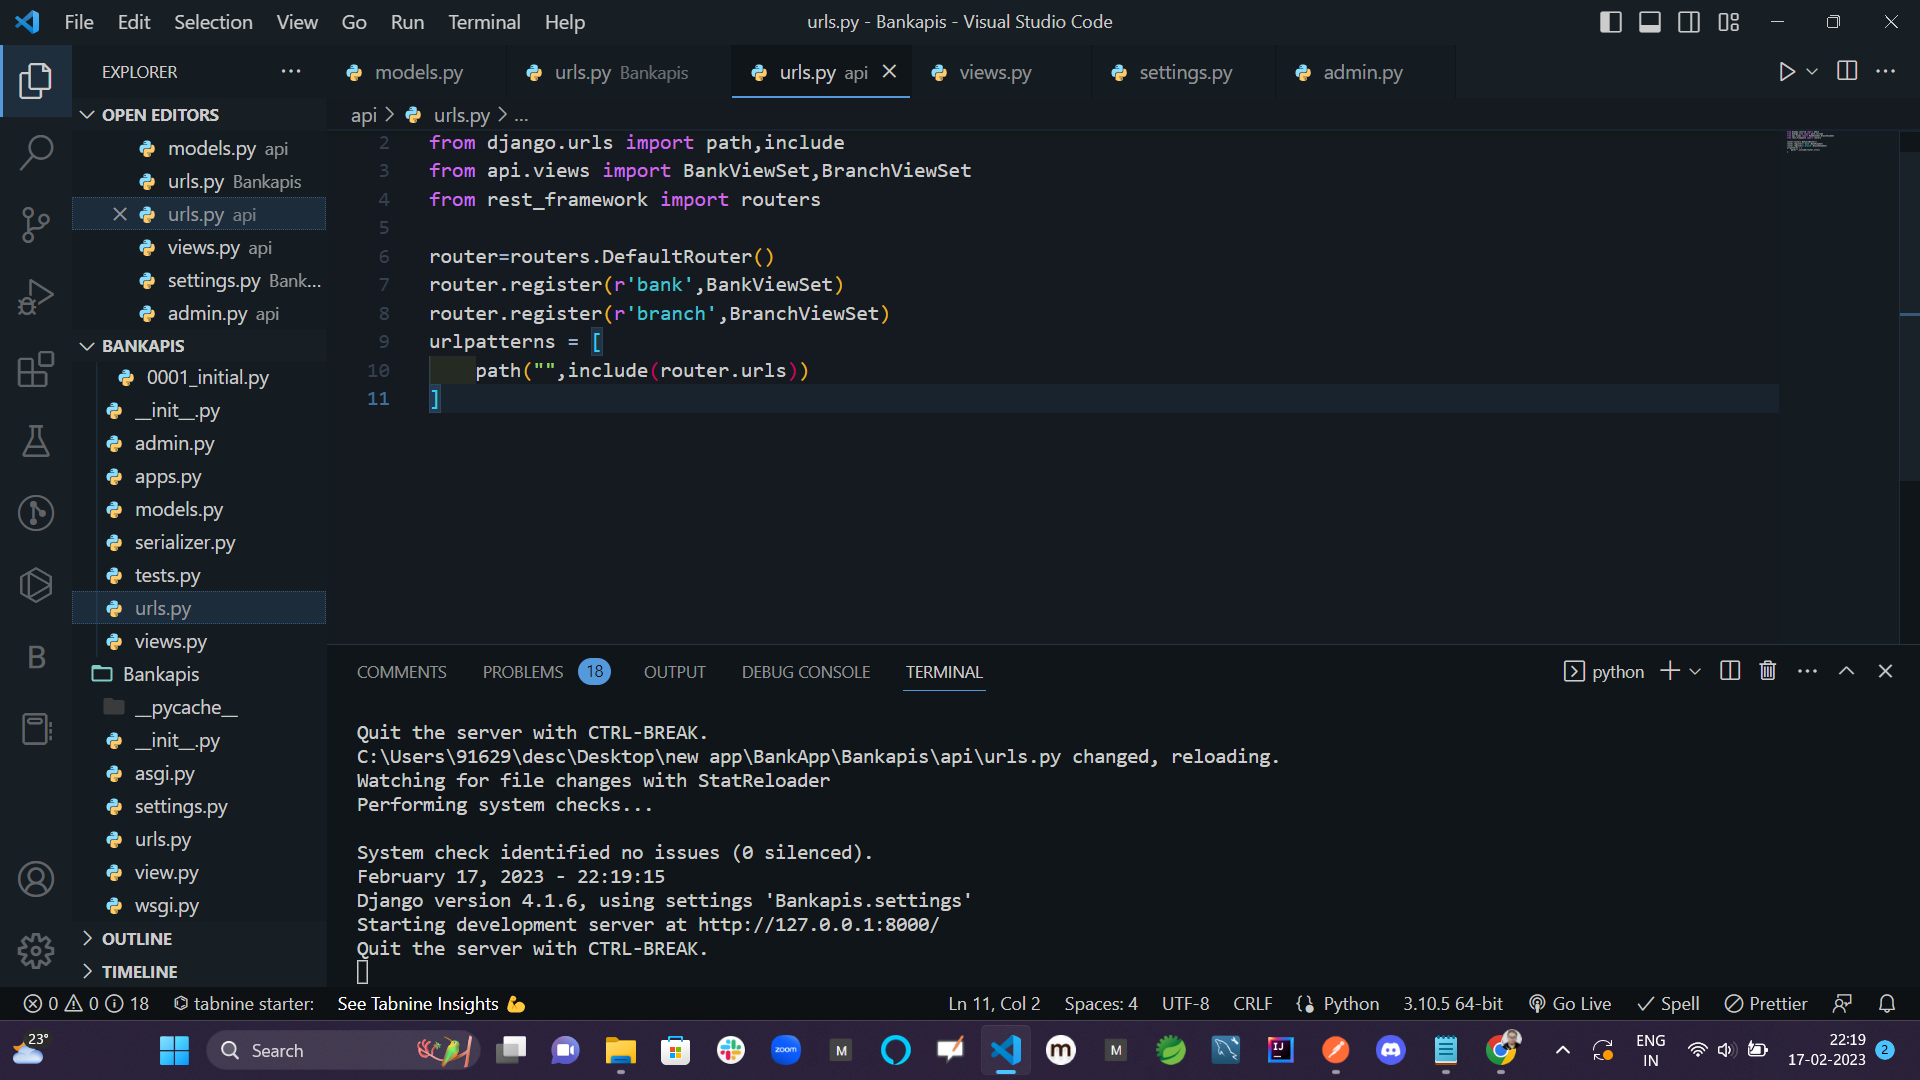 File Edit Selection View Go Run Terminal Help
urls.py - Bankapis - Visual Studio Code
EXPLORER
models.py
urls.py Bankapis
urls.py api
views.py
settings.py
admin.py
OPEN EDITORS
models.py api
urls.py Bankapis
urls.py api
views.py api
settings.py Bank...
admin.py api
BANKAPIS
0001_initial.py
__init__.py
admin.py
apps.py
models.py
serializer.py
tests.py
urls.py
views.py
Bankapis
__pycache__
__init__.py
asgi.py
settings.py
urls.py
view.py
wsgi.py
OUTLINE
TIMELINE
api > urls.py > ...
2 from django.urls import path,include
3 from api.views import BankViewSet,BranchViewSet
4 from rest_framework import routers
5
6 router=routers.DefaultRouter()
7 router.register(r'bank',BankViewSet)
8 router.register(r'branch',BranchViewSet)
9 urlpatterns = [
10 path("",include(router.urls))
11 ]
COMMENTS PROBLEMS 18 OUTPUT DEBUG CONSOLE TERMINAL
python
Quit the server with CTRL-BREAK.
C:\Users\91629\desc\Desktop\new app\BankApp\Bankapis\api\urls.py changed, reloading.
Watching for file changes with StatReloader
Performing system checks...
System check identified no issues (0 silenced).
February 17, 2023 - 22:19:15
Django version 4.1.6, using settings 'Bankapis.settings'
Starting development server at http://127.0.0.1:8000/
Quit the server with CTRL-BREAK.
0 0 18 tabnine starter: See Tabnine Insights
Ln 11, Col 2 Spaces: 4 UTF-8 CRLF Python 3.10.5 64-bit Go Live Spell Prettier
23°
Search
zoom
M
m
M
IJ
ENG
IN
22:19
17-02-2023
2